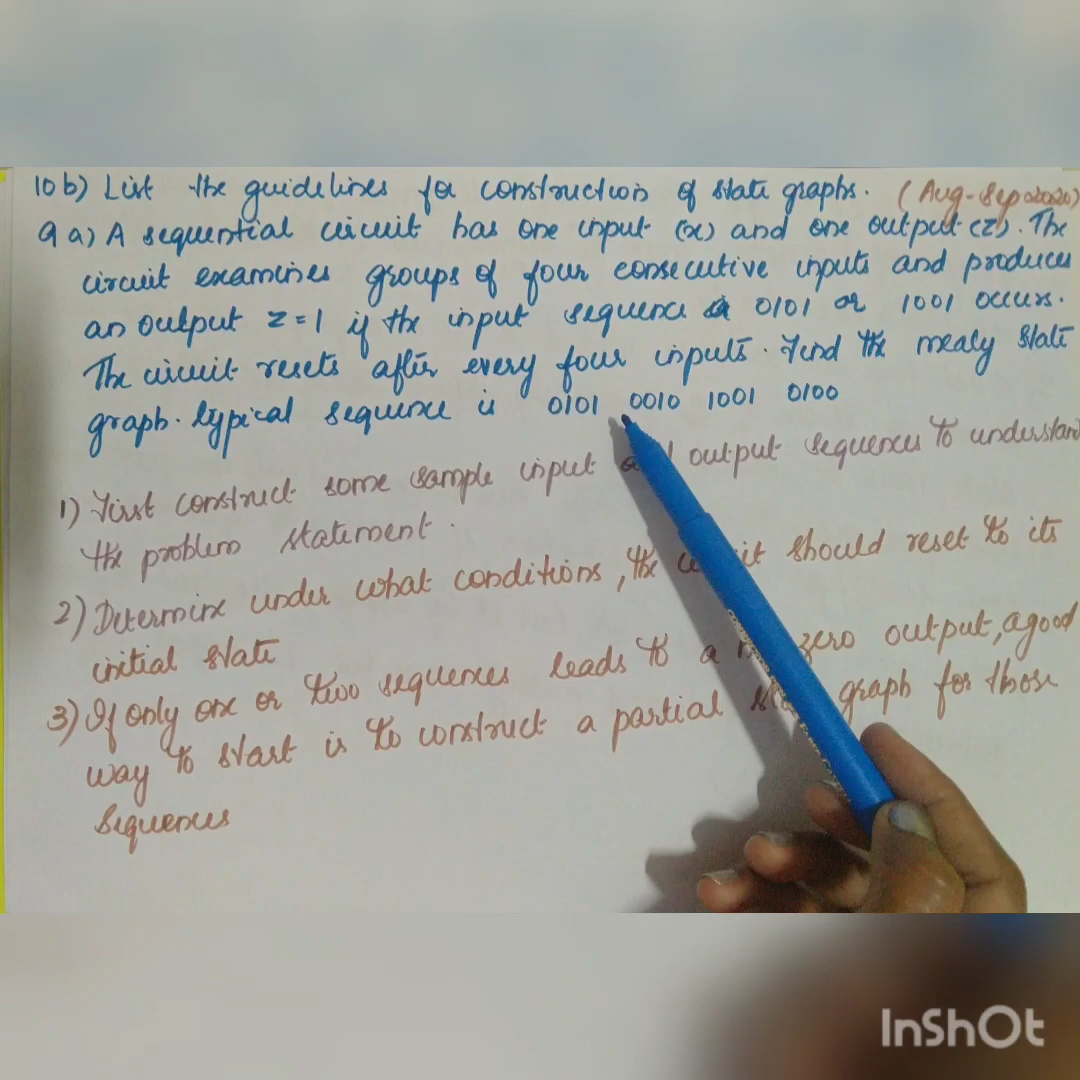 10 b) List the guidelines for construction of state graphs. (Aug-Sep 2020)
9 a) A sequential circuit has one input (x) and one output (z). The
circuit examines groups of four consecutive inputs and produces
an output z=1 if the input sequence 0101 or 1001 occurs.
The circuit resets after every four inputs. Find the mealy state
graph. Typical sequence is 0101 0010 1001 0100
1) First construct some sample input output sequences to understand
the problem statement.
2) Determine under what conditions, the should reset to its
initial state
3) If only one or two sequences leads to a zero output, a good
way to start is to construct a partial graph for those
sequences
InShOt